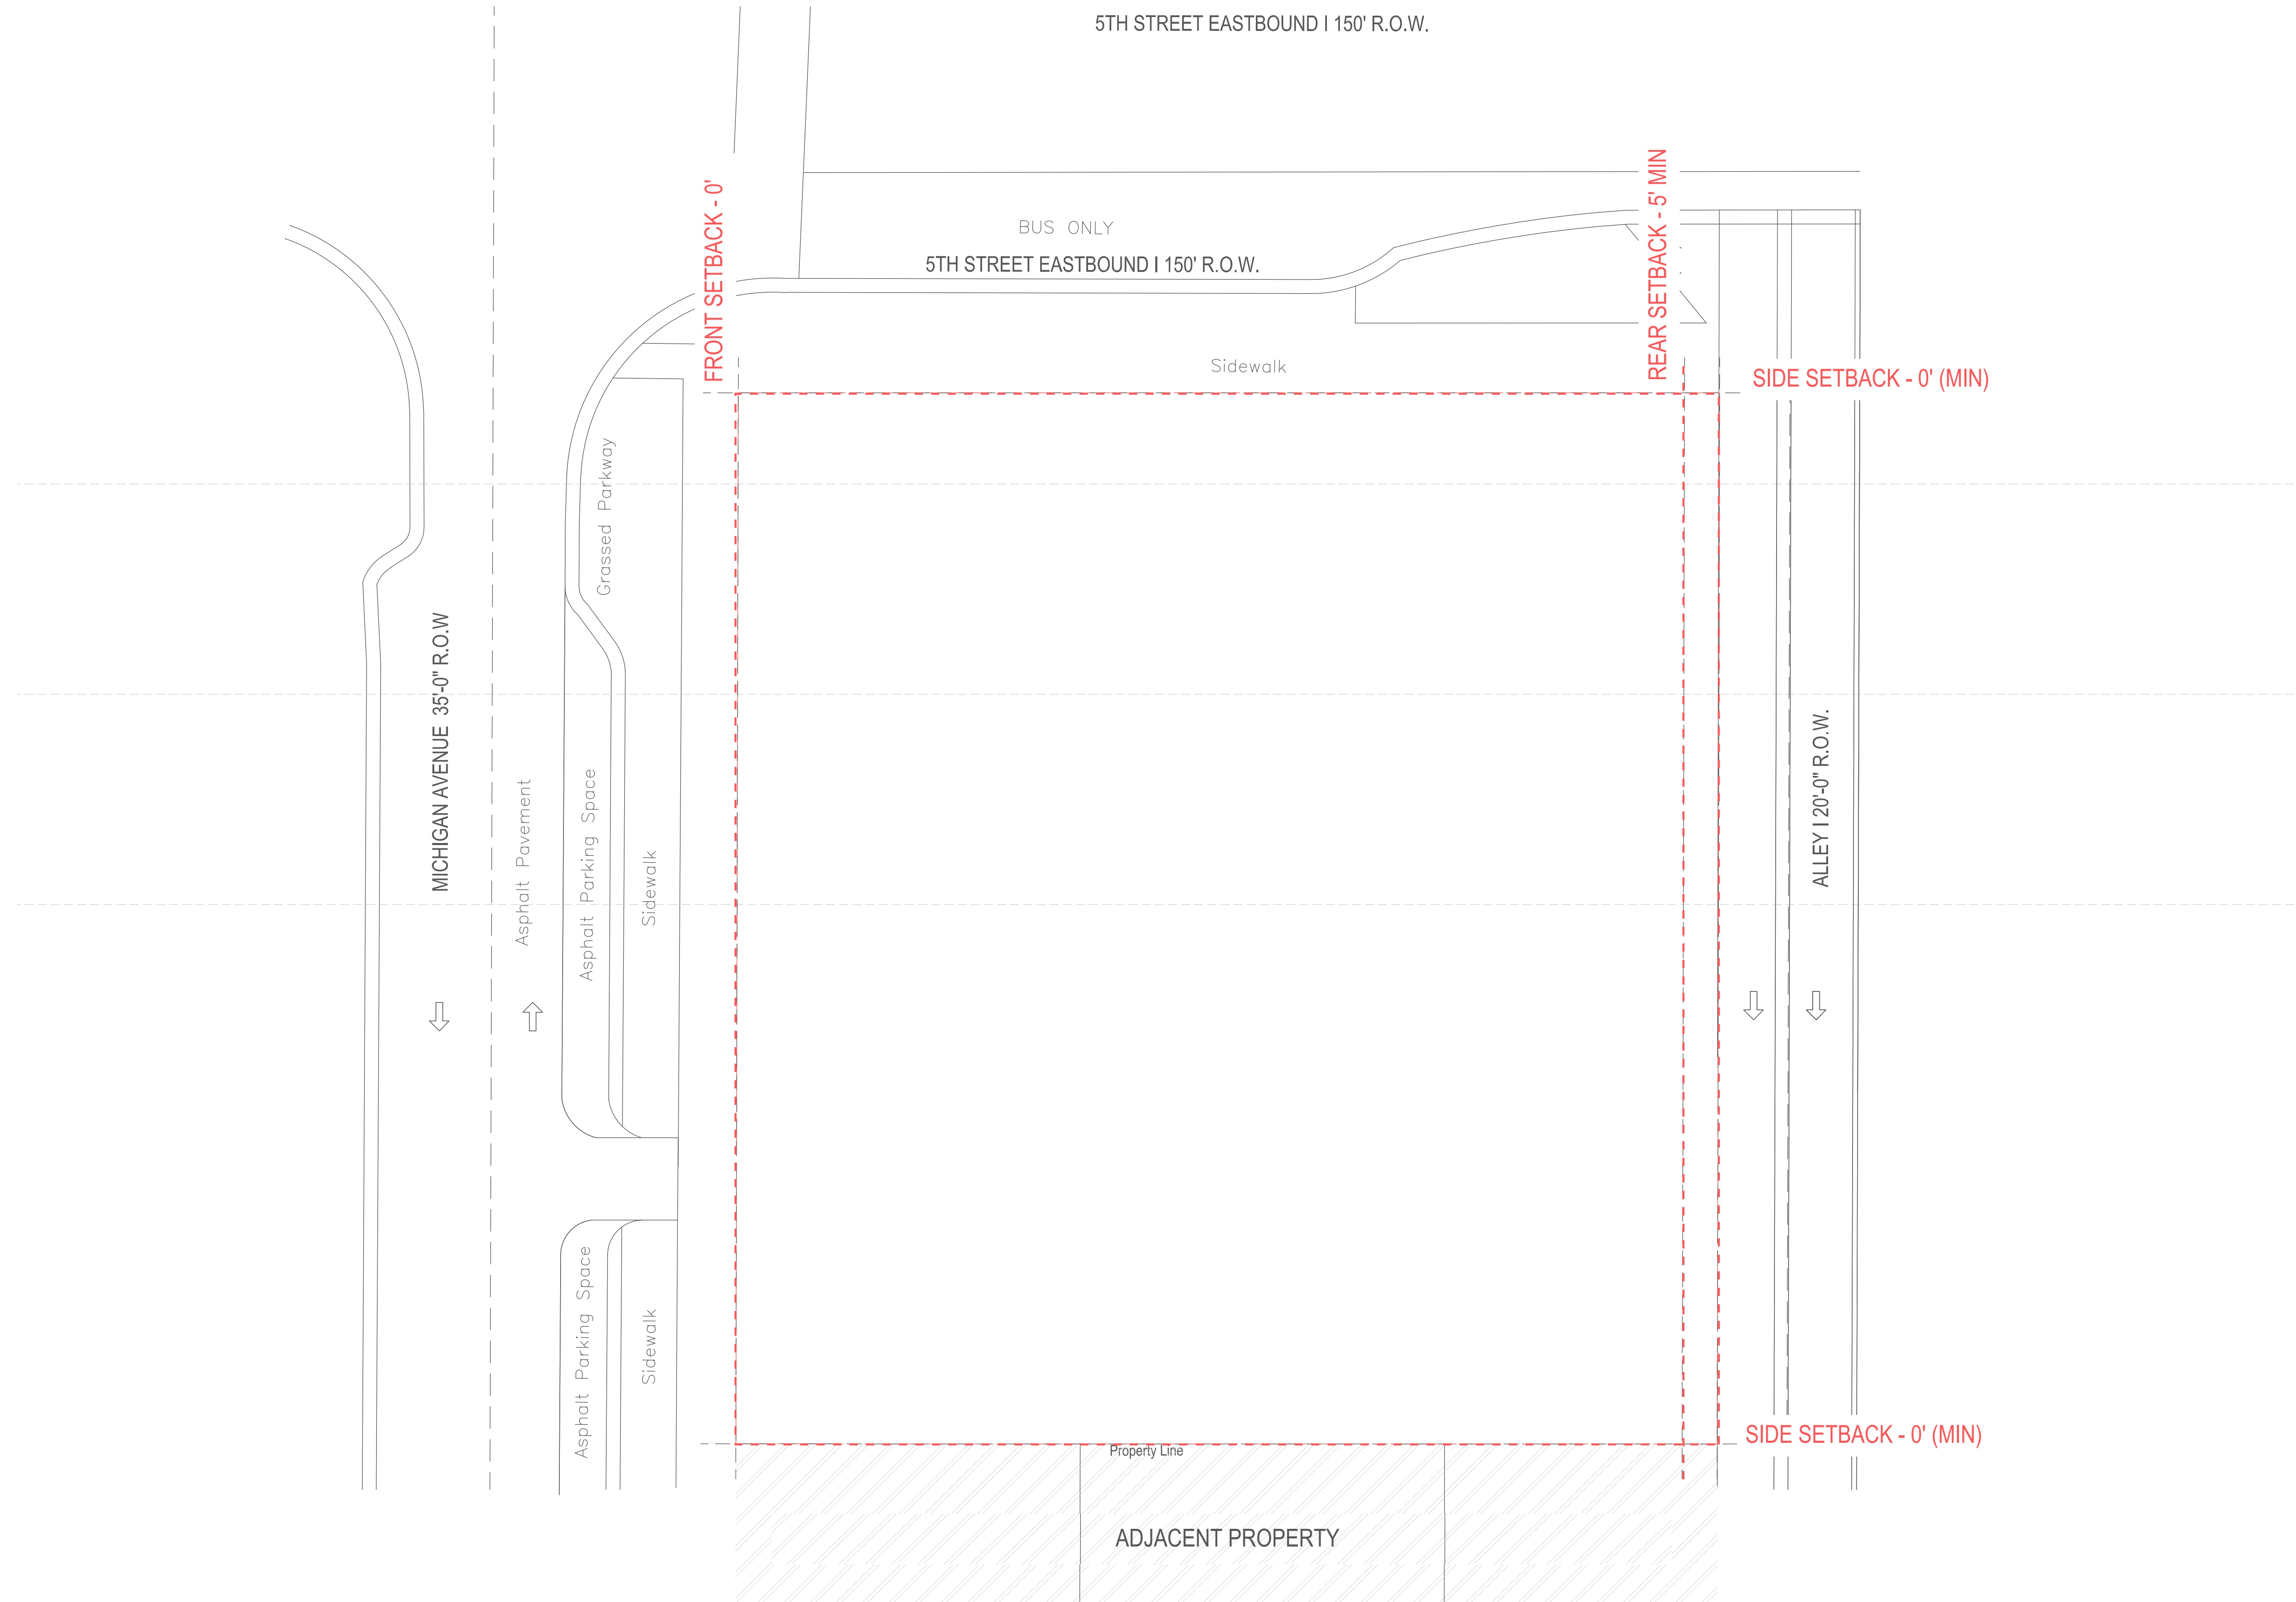 5TH STREET EASTBOUND I 150' R.O.W.
FRONT SETBACK - 0'
REAR SETBACK - 5' MIN
BUS ONLY
5TH STREET EASTBOUND I 150' R.O.W.
Sidewalk
SIDE SETBACK - 0' (MIN)
Grassed Parkway
MICHIGAN AVENUE 35'-0" R.O.W
Asphalt Pavement
Asphalt Parking Space
Sidewalk
ALLEY I 20'-0" R.O.W.
Asphalt Parking Space
Sidewalk
SIDE SETBACK - 0' (MIN)
Property Line
ADJACENT PROPERTY